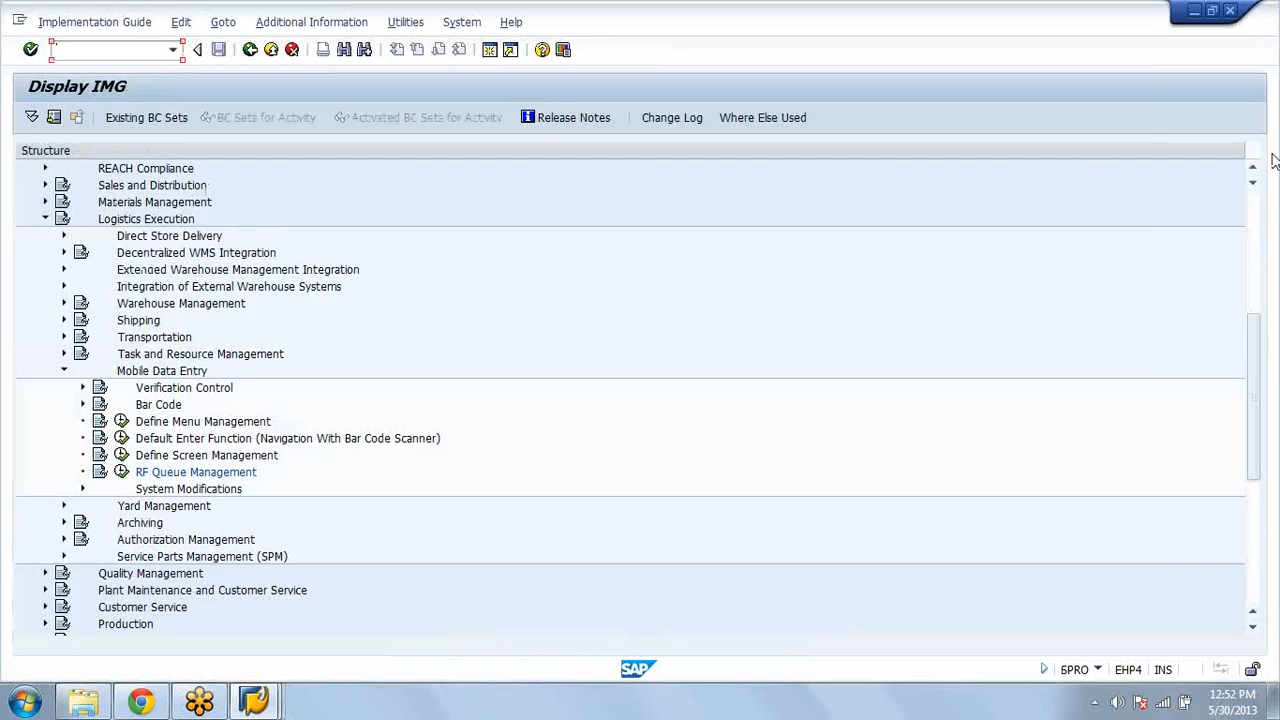 Implementation Guide Edit Goto Additional Information Utilities System Help
Display IMG
Existing BC Sets BC Sets for Activity Activated BC Sets for Activity Release Notes Change Log Where Else Used
Structure
REACH Compliance
Sales and Distribution
Materials Management
Logistics Execution
Direct Store Delivery
Decentralized WMS Integration
Extended Warehouse Management Integration
Integration of External Warehouse Systems
Warehouse Management
Shipping
Transportation
Task and Resource Management
Mobile Data Entry
Verification Control
Bar Code
Define Menu Management
Default Enter Function (Navigation With Bar Code Scanner)
Define Screen Management
RF Queue Management
System Modifications
Yard Management
Archiving
Authorization Management
Service Parts Management (SPM)
Quality Management
Plant Maintenance and Customer Service
Customer Service
Production
SAP 6PRO EHP4 INS
12:52 PM
5/30/2013